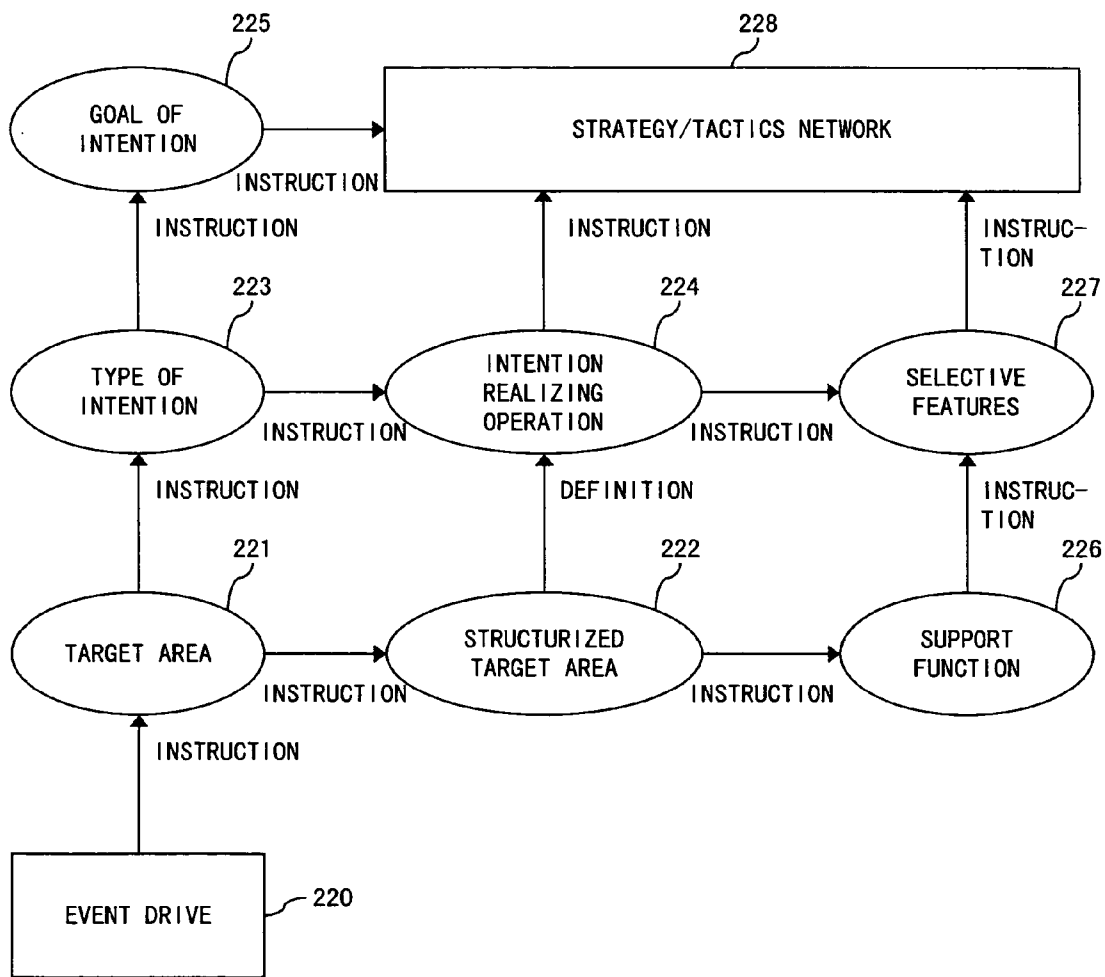 225
228
GOAL OF
INTENTION
STRATEGY/TACTICS NETWORK
INSTRUCTION
INSTRUCTION
INSTRUCTION
INSTRUC-
TION
223
224
227
TYPE OF
INTENTION
INTENTION
REALIZING
OPERATION
SELECTIVE
FEATURES
INSTRUCTION
INSTRUCTION
INSTRUCTION
DEFINITION
INSTRUC-
TION
221
222
226
TARGET AREA
STRUCTURIZED
TARGET AREA
SUPPORT
FUNCTION
INSTRUCTION
INSTRUCTION
INSTRUCTION
EVENT DRIVE
220